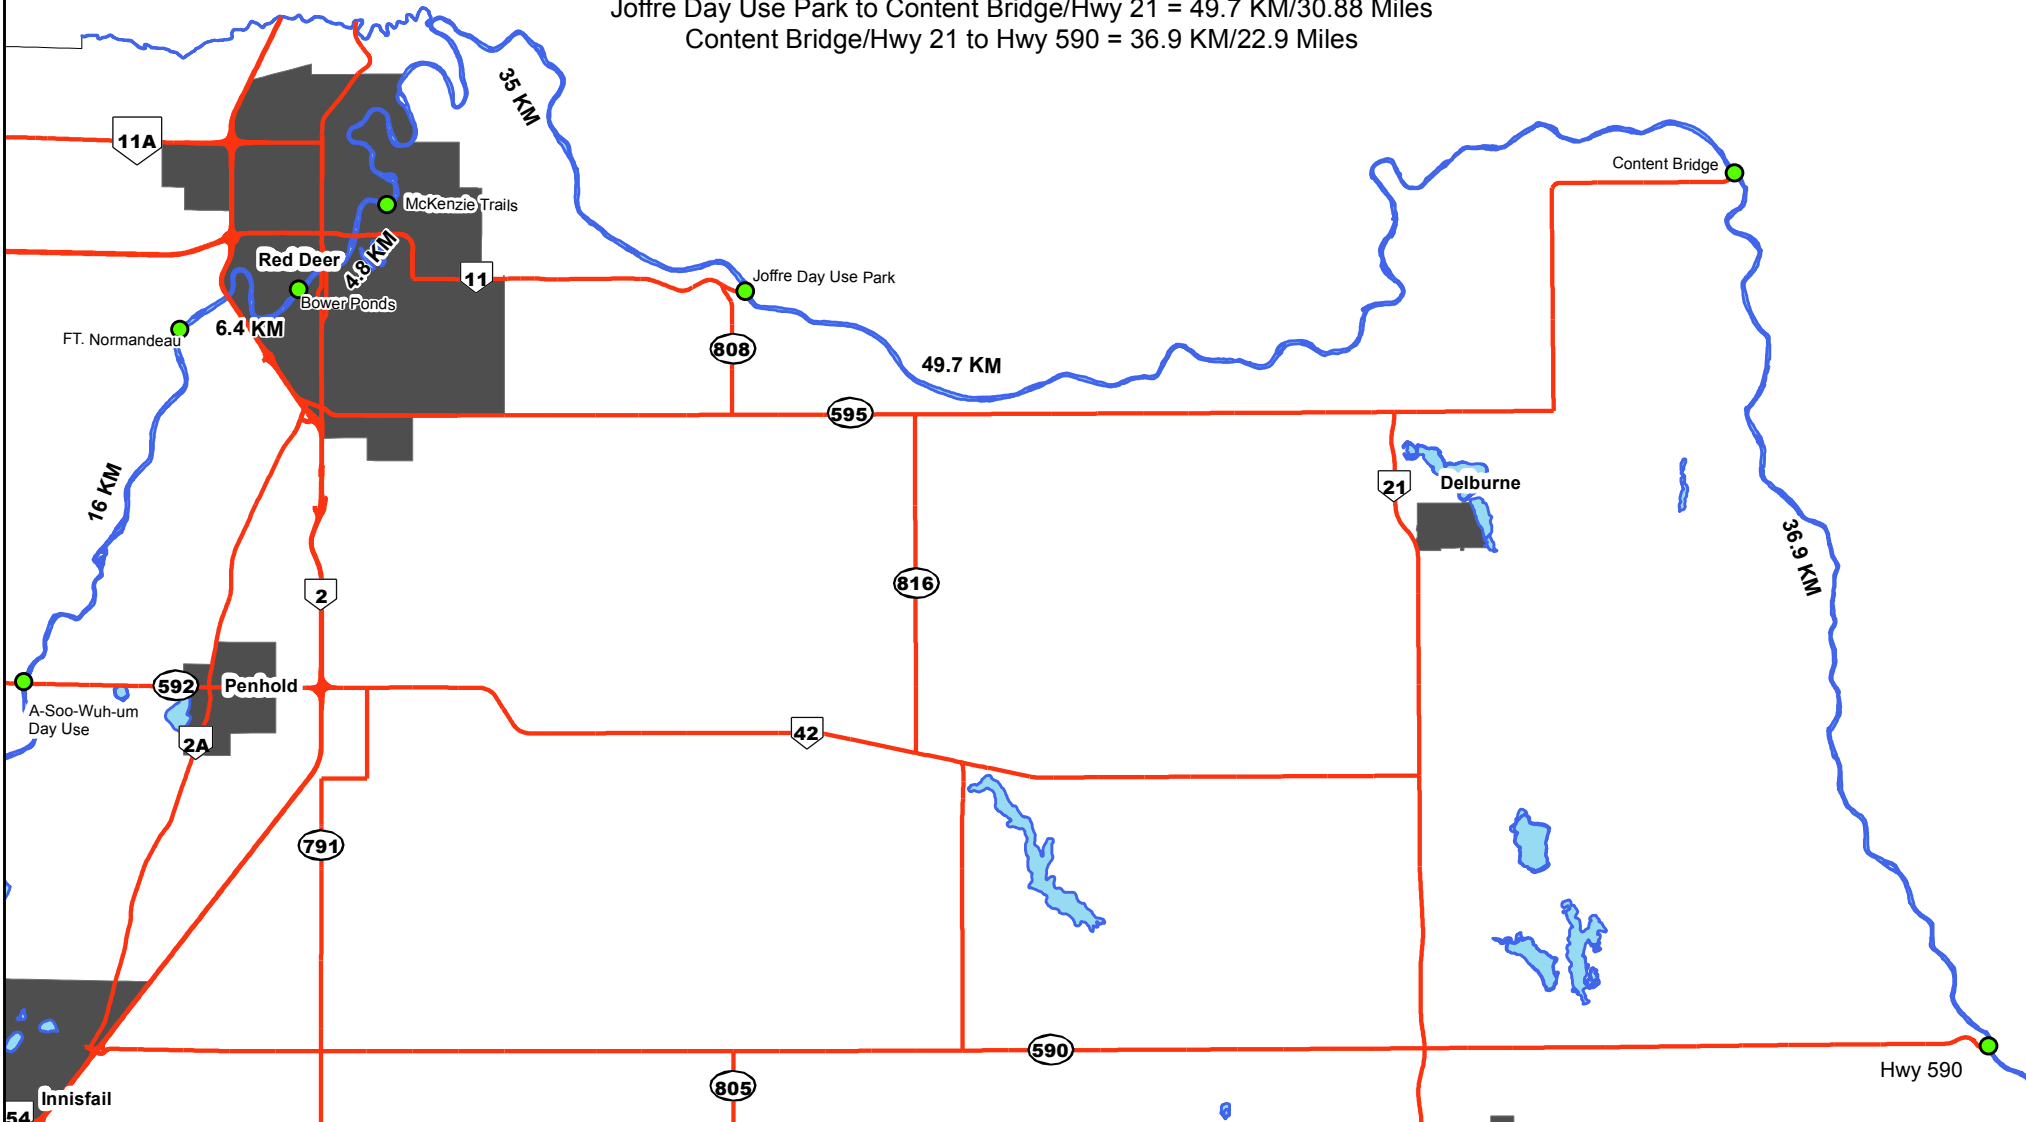 Joffre Day Use Park to Content Bridge/Hwy 21 = 49.7 KM/30.88 Miles
Content Bridge/Hwy 21 to Hwy 590 = 36.9 KM/22.9 Miles
35 KM
11A
Content Bridge
McKenzie Trails
Red Deer
4.8 KM
11
Joffre Day Use Park
Bower Ponds
6.4 KM
FT. Normandeau
808
49.7 KM
595
16 KM
21
Delburne
36.9 KM
816
2
592
Penhold
A-Soo-Wuh-um
Day Use
2A
42
791
590
Hwy 590
805
Innisfail
54